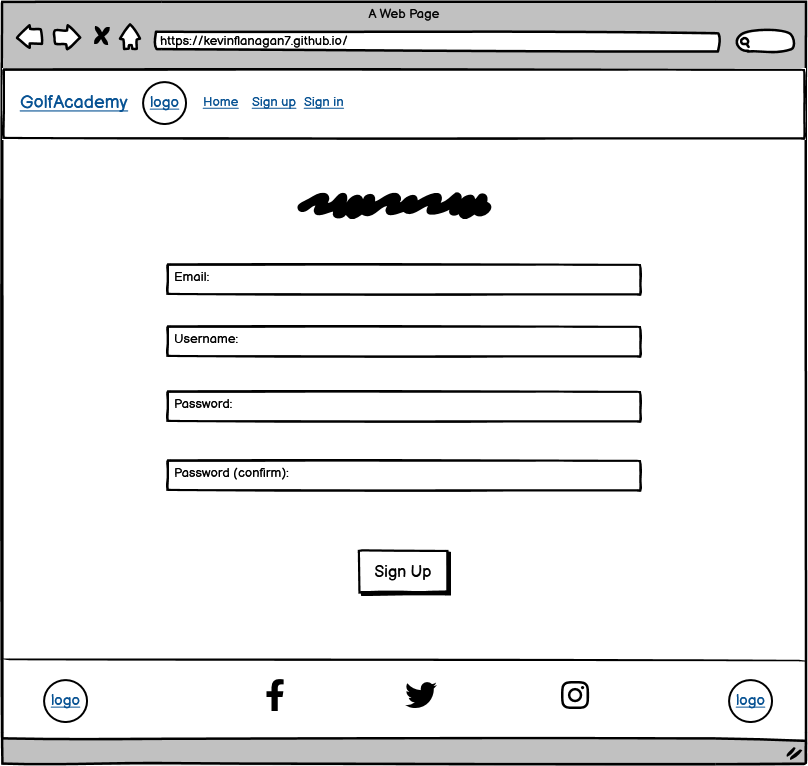 A Web Page
https://kevinflanagan7.github.io/
GolfAcademy logo Home Sign up Sign in
Email:
Username:
Password:
Password (confirm):
Sign Up
logo logo